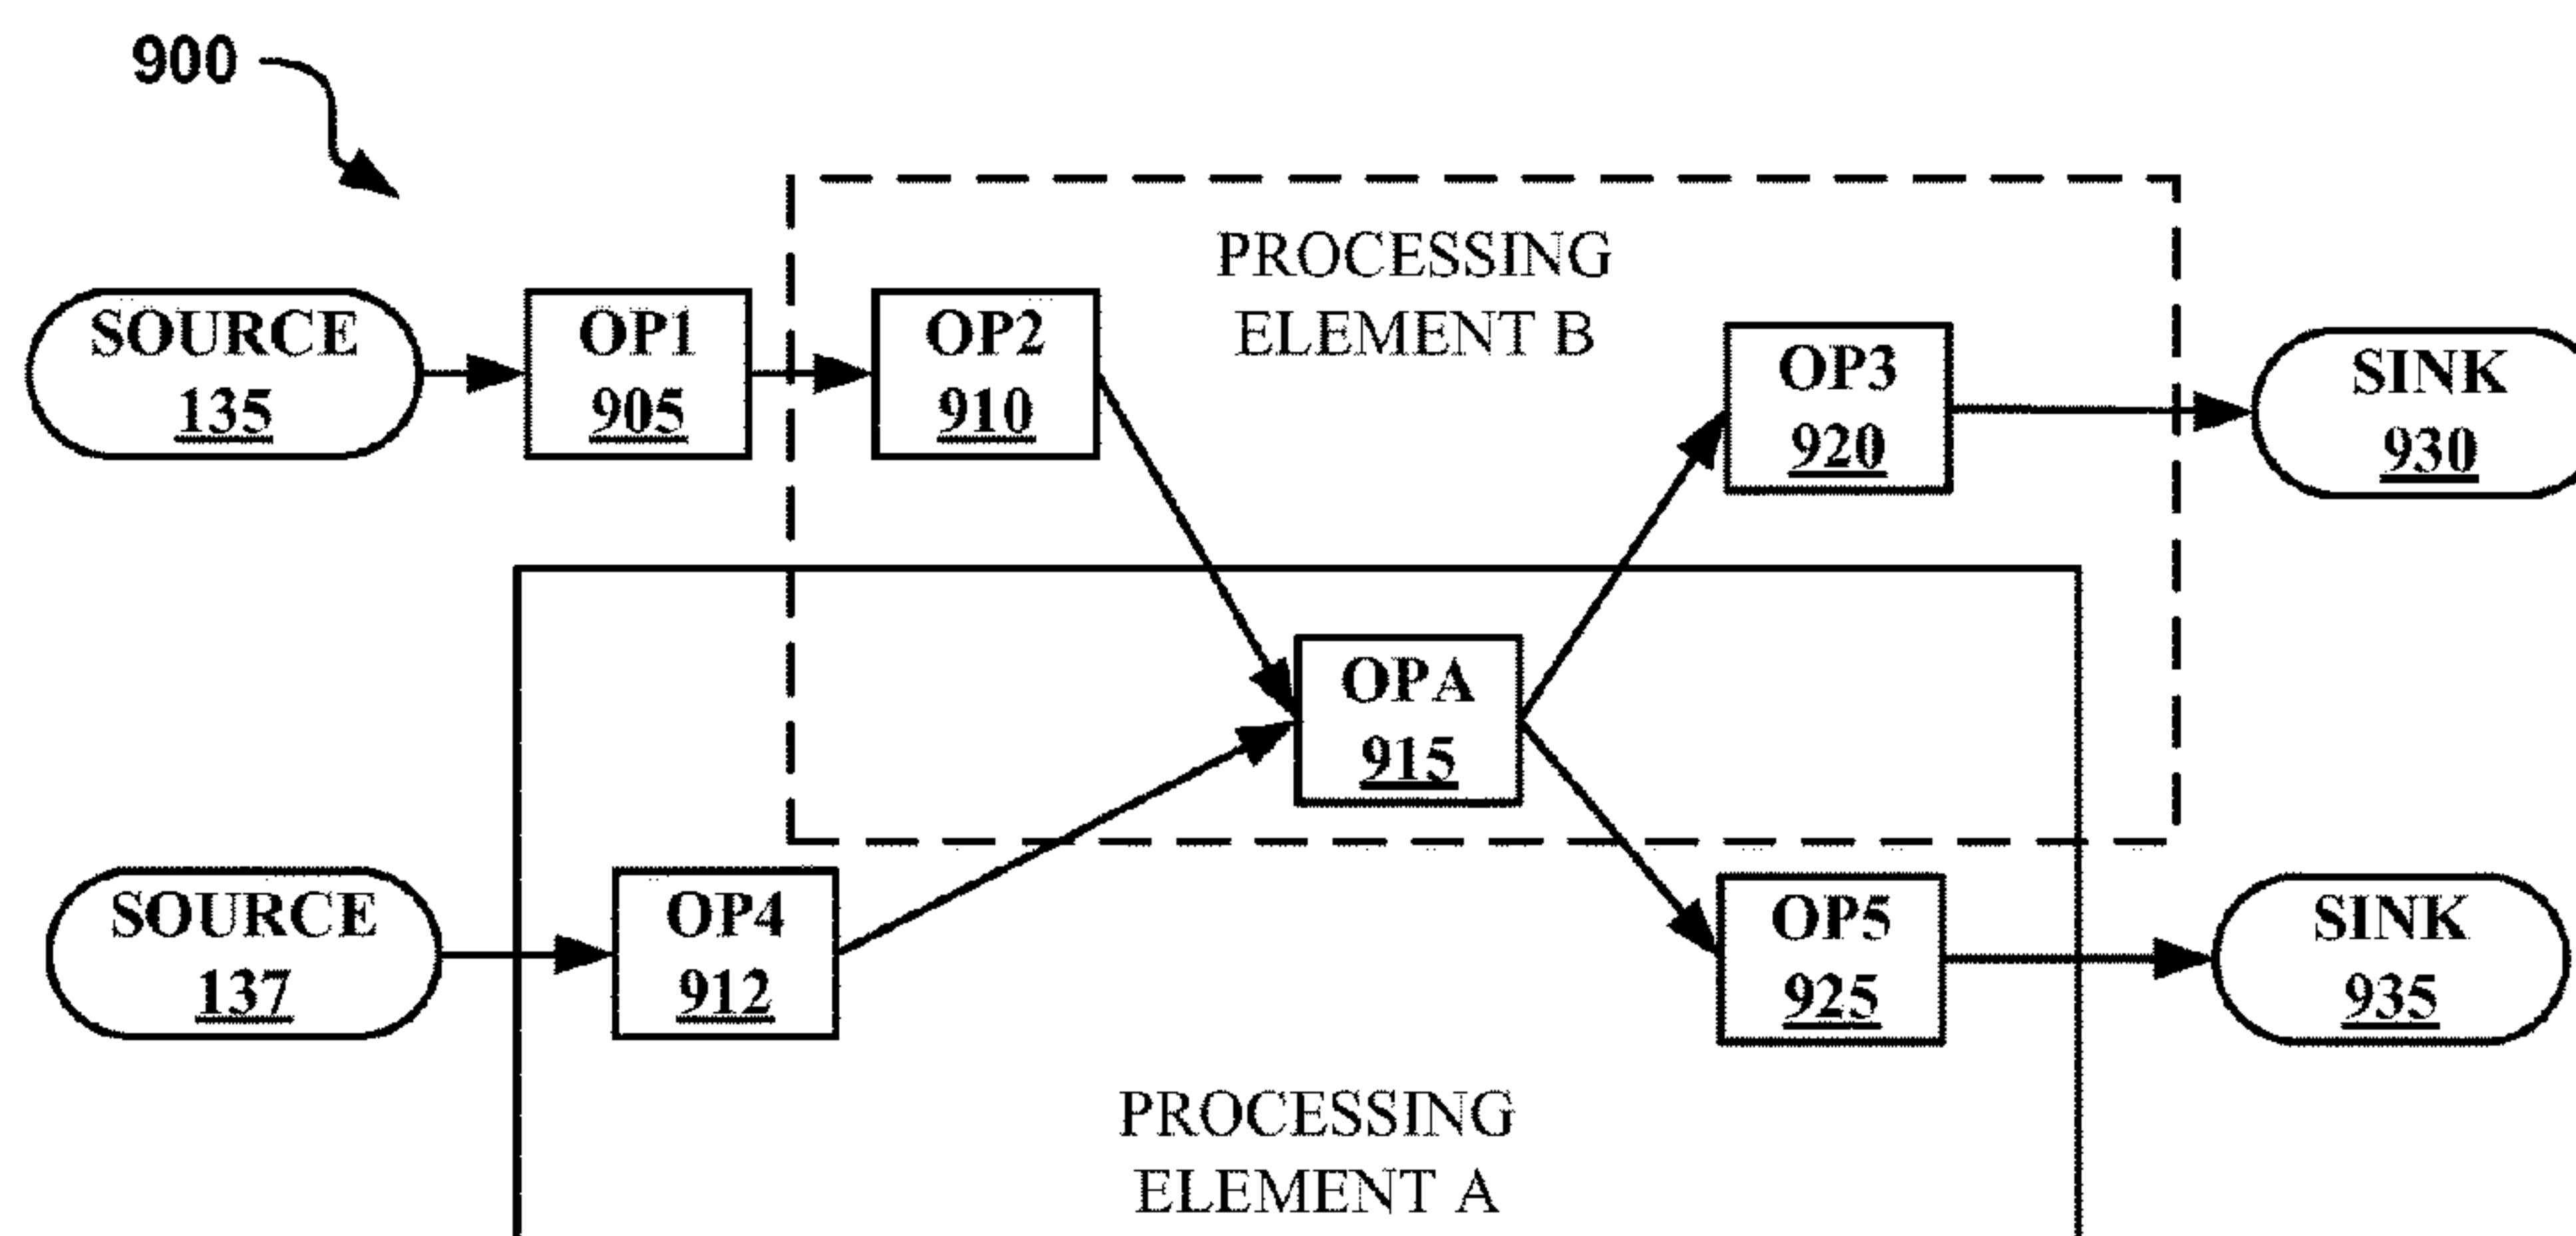 900
PROCESSING
ELEMENT B
SOURCE
135
OP1
905
OP2
910
OP3
920
SINK
930
OPA
915
SOURCE
137
OP4
912
OP5
925
SINK
935
PROCESSING
ELEMENT A